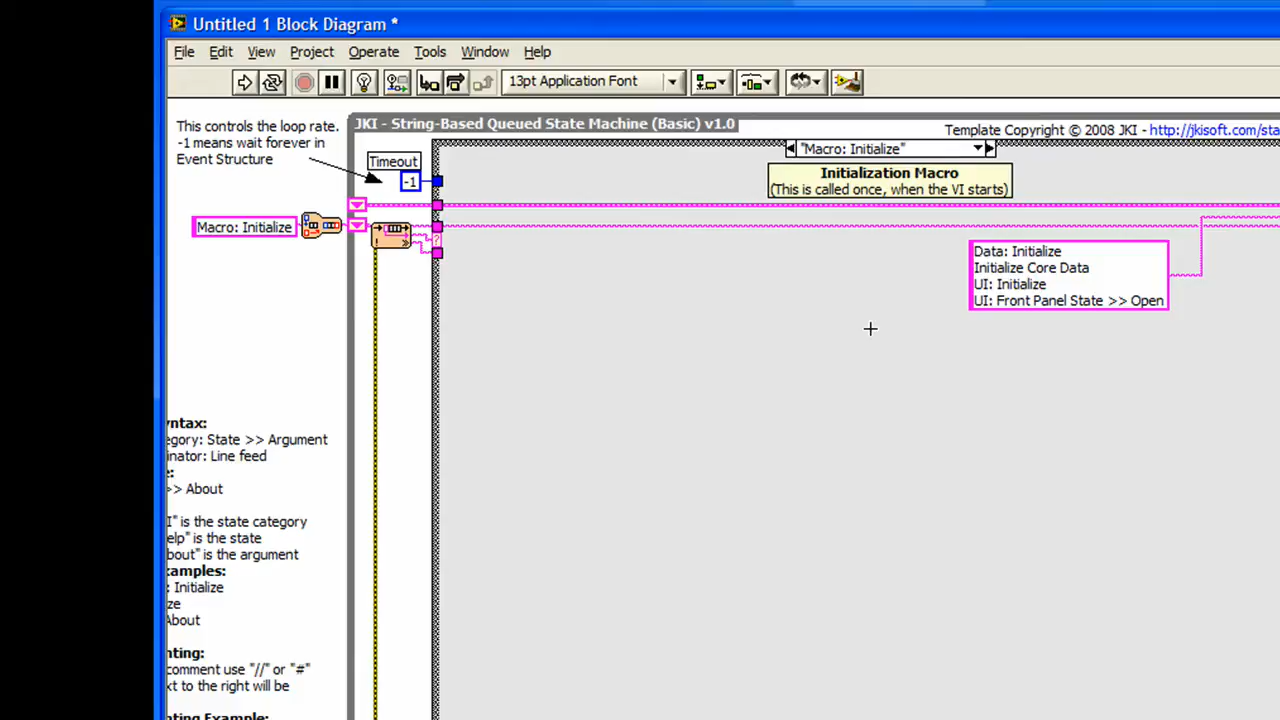 Untitled 1 Block Diagram *
File Edit View Project Operate Tools Window Help
13pt Application Font
This controls the loop rate.
-1 means wait forever in
Event Structure
JKI - String-Based Queued State Machine (Basic) v1.0
Template Copyright © 2008 JKI - http://jkisoft.com/sta
Timeout
-1
"Macro: Initialize"
Initialization Macro
(This is called once, when the VI starts)
Macro: Initialize
Data: Initialize
Initialize Core Data
UI: Initialize
UI: Front Panel State >> Open
yntax:
egory: State >> Argument
inator: Line feed
e:
>> About
I" is the state category
elp" is the state
bout" is the argument
xamples:
: Initialize
ze
About
nting:
comment use "//" or "#"
xt to the right will be
nting Example: